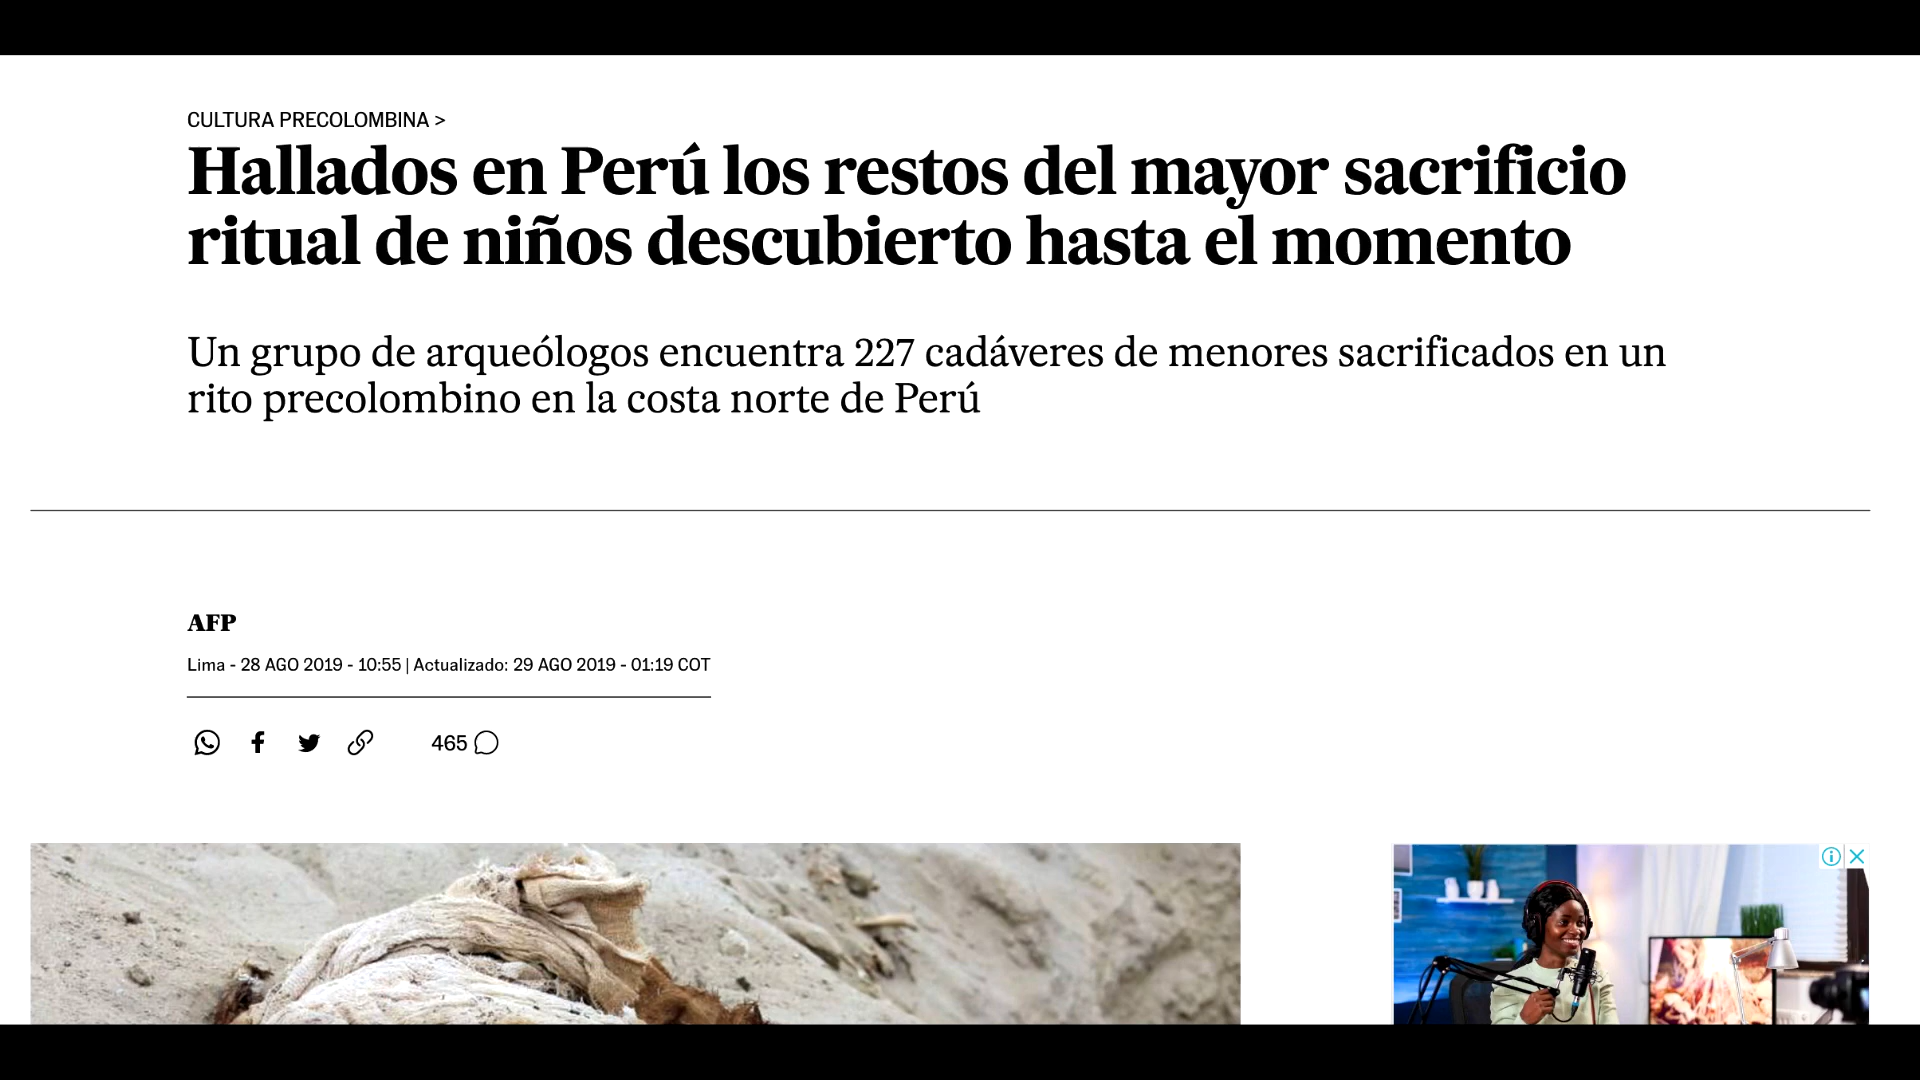 CULTURA PRECOLOMBINA >
Hallados en Perú los restos del mayor sacrificio
ritual de niños descubierto hasta el momento
Un grupo de arqueólogos encuentra 227 cadáveres de menores sacrificados en un
rito precolombino en la costa norte de Perú
AFP
Lima - 28 AGO 2019 - 10:55 | Actualizado: 29 AGO 2019 - 01:19 COT
465